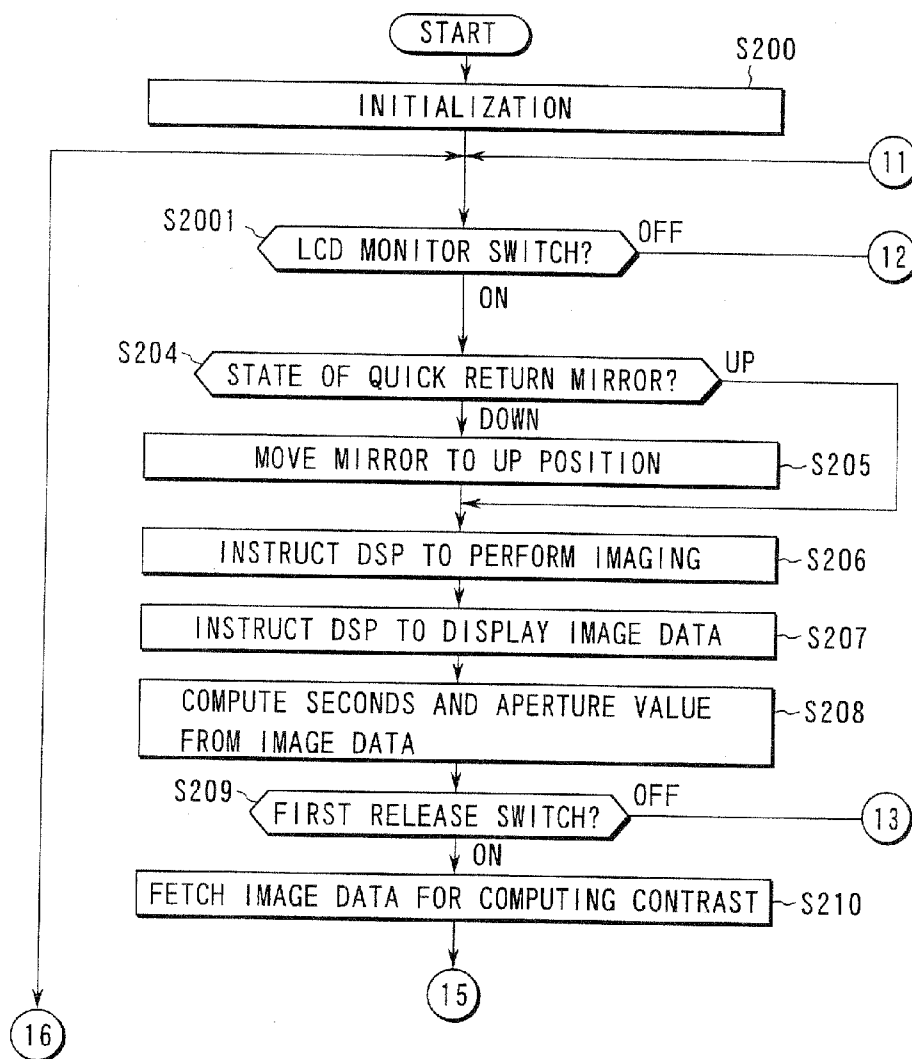 START
S200
INITIALIZATION
11
S2001
LCD MONITOR SWITCH?
OFF
12
ON
S204
STATE OF QUICK RETURN MIRROR?
UP
DOWN
MOVE MIRROR TO UP POSITION
S205
INSTRUCT DSP TO PERFORM IMAGING
S206
INSTRUCT DSP TO DISPLAY IMAGE DATA
S207
COMPUTE SECONDS AND APERTURE VALUE
FROM IMAGE DATA
S208
S209
FIRST RELEASE SWITCH?
OFF
13
ON
FETCH IMAGE DATA FOR COMPUTING CONTRAST
S210
15
16